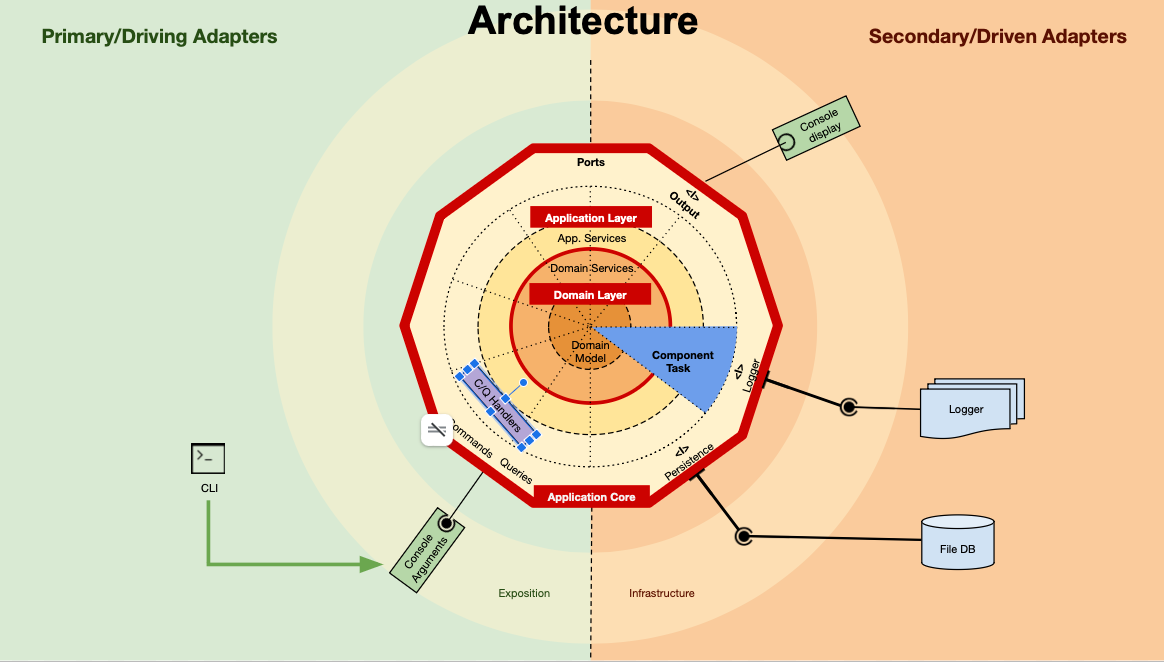 Architecture
Primary/Driving Adapters
Secondary/Driven Adapters
Console
display
Ports
</>
Output
Application Layer
App. Services
Domain Services
Domain Layer
Domain
Model
Component
Task
</>
Logger
Logger
C/Q Handlers
ommands
Queries
</>
Persistence
>_
CLI
Application Core
Console
Arguments
File DB
Exposition
Infrastructure